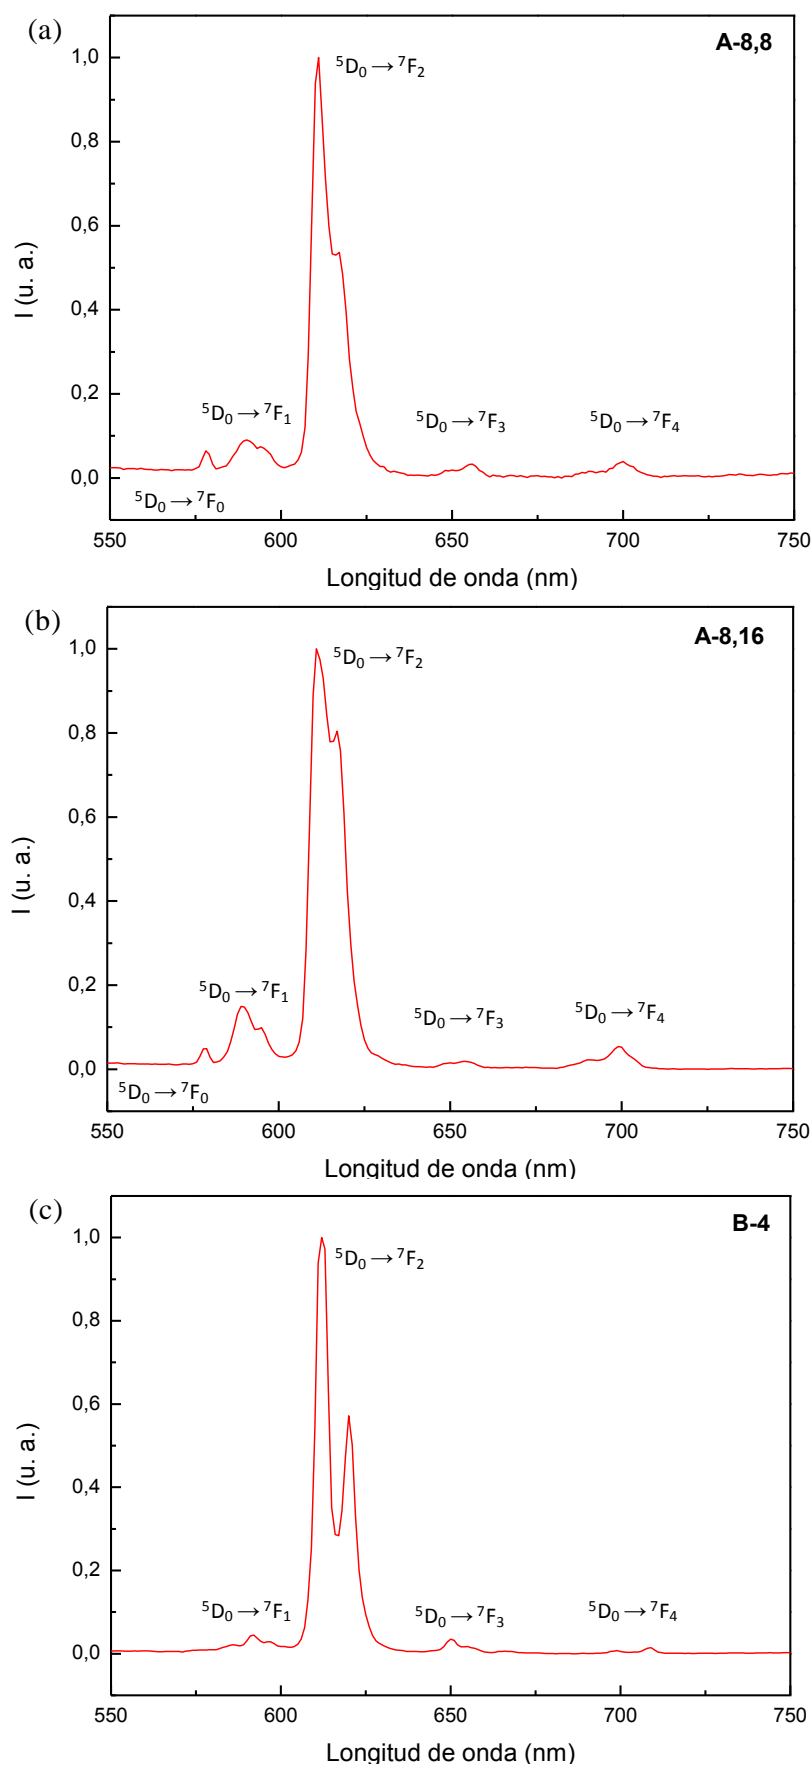 (a)
A-8,8
⁵D₀→⁷F₂
1,0
0,8
0,6
0,4
0,2
0,0
I (u. a.)
⁵D₀→⁷F₁
⁵D₀→⁷F₃
⁵D₀→⁷F₄
⁵D₀→⁷F₀
550 600 650 700 750
Longitud de onda (nm)
(b)
A-8,16
⁵D₀→⁷F₂
1,0
0,8
0,6
0,4
0,2
0,0
I (u. a.)
⁵D₀→⁷F₁
⁵D₀→⁷F₃
⁵D₀→⁷F₄
⁵D₀→⁷F₀
550 600 650 700 750
Longitud de onda (nm)
(c)
B-4
⁵D₀→⁷F₂
1,0
0,8
0,6
0,4
0,2
0,0
I (u. a.)
⁵D₀→⁷F₁
⁵D₀→⁷F₃
⁵D₀→⁷F₄
550 600 650 700 750
Longitud de onda (nm)